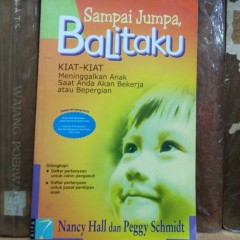 Sampai Jumpa,
Balitaku
KIAT-KIAT
Meninggalkan Anak
Saat Anda Akan Bekerja
atau Bepergian
Dilengkapi:
• Daftar pertanyaan
untuk calon pengasuh
• Daftar pertanyaan
untuk pusat penitipan
anak
Nancy Hall dan Peggy Schmidt